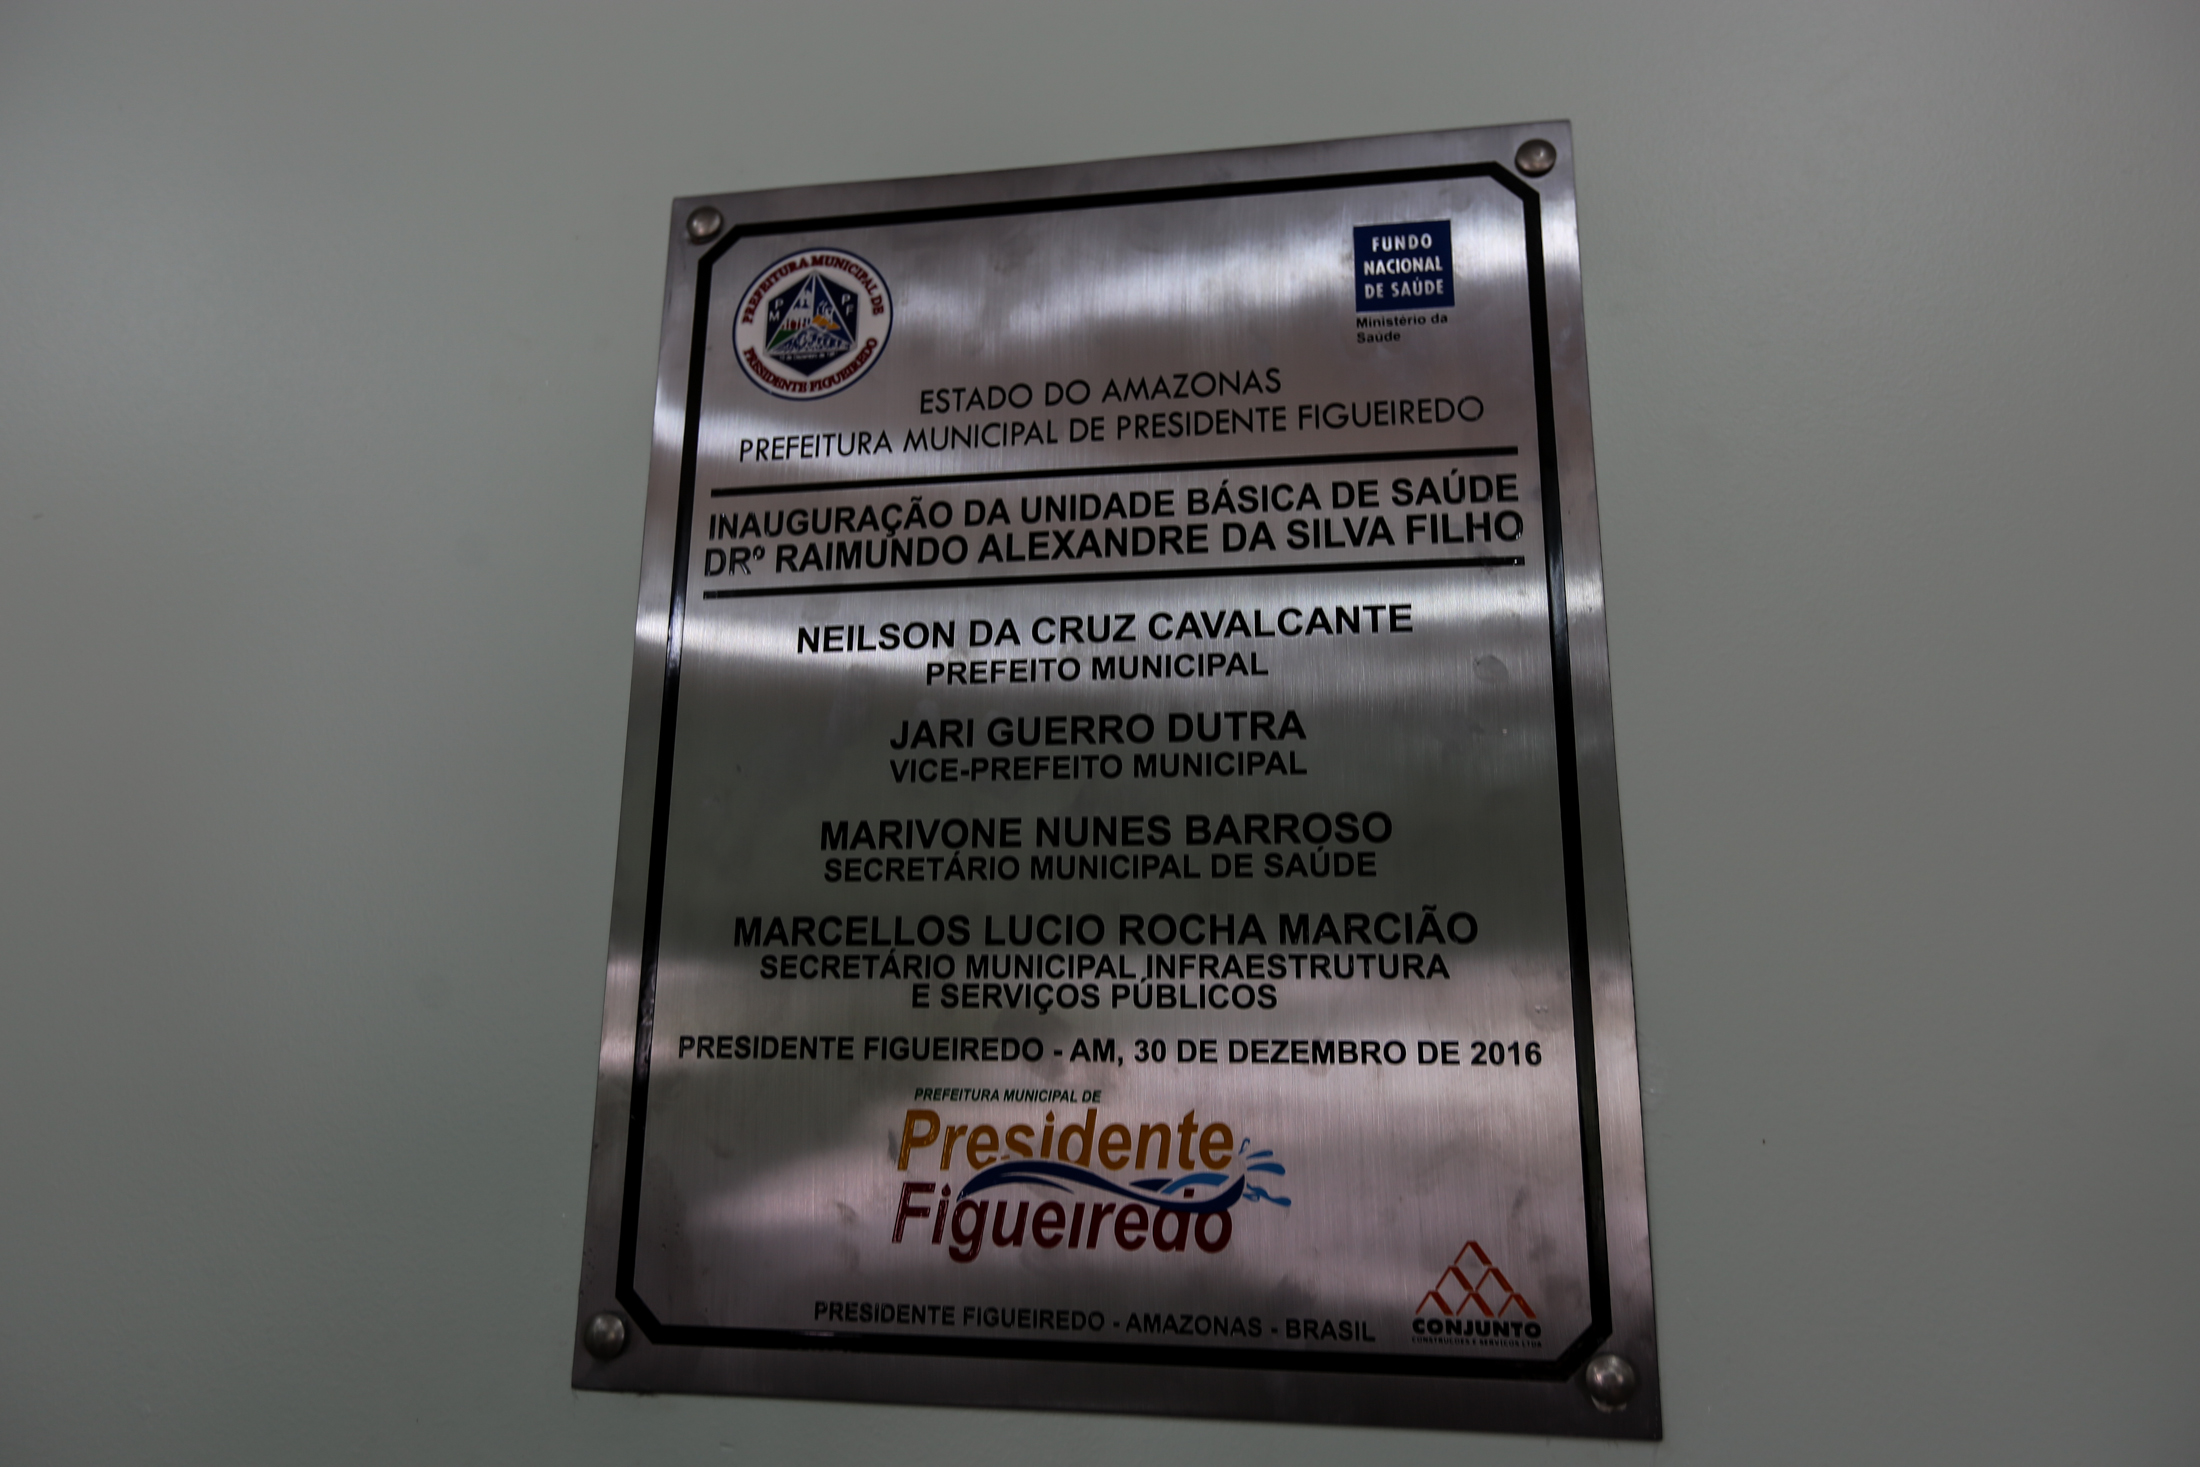 PREFEITURA MUNICIPAL DE
PRESIDENTE FIGUEIREDO
P P
M F
FUNDO
NACIONAL
DE SAÚDE
Ministério da
Saúde
ESTADO DO AMAZONAS
PREFEITURA MUNICIPAL DE PRESIDENTE FIGUEIREDO
INAUGURAÇÃO DA UNIDADE BÁSICA DE SAÚDE
DRº RAIMUNDO ALEXANDRE DA SILVA FILHO
NEILSON DA CRUZ CAVALCANTE
PREFEITO MUNICIPAL
JARI GUERRO DUTRA
VICE-PREFEITO MUNICIPAL
MARIVONE NUNES BARROSO
SECRETÁRIO MUNICIPAL DE SAÚDE
MARCELLOS LUCIO ROCHA MARCIÃO
SECRETÁRIO MUNICIPAL INFRAESTRUTURA
E SERVIÇOS PÚBLICOS
PRESIDENTE FIGUEIREDO - AM, 30 DE DEZEMBRO DE 2016
PREFEITURA MUNICIPAL DE
Presidente
Figueiredo
PRESIDENTE FIGUEIREDO - AMAZONAS - BRASIL
CONJUNTO
CONSTRUÇÕES E SERVIÇOS LTDA